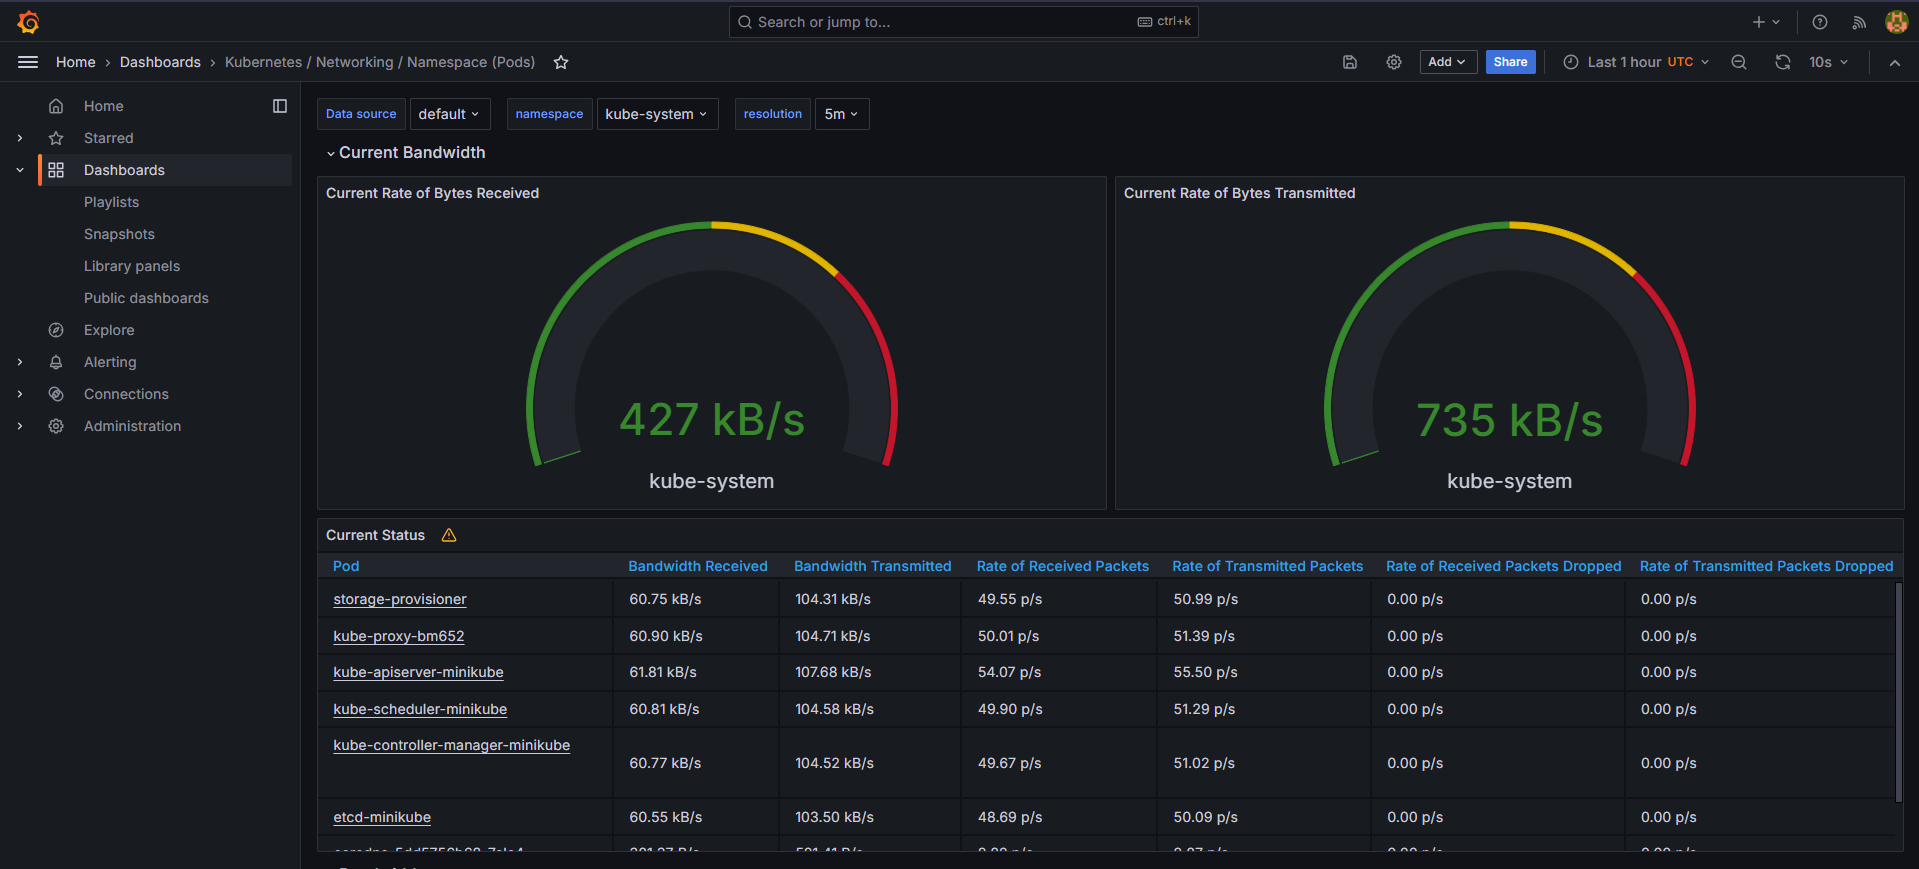 Search or jump to...
ctrl+k
Home › Dashboards › Kubernetes / Networking / Namespace (Pods)
Add
Share
Last 1 hour UTC
10s
Home
Starred
Dashboards
Playlists
Snapshots
Library panels
Public dashboards
Explore
Alerting
Connections
Administration
Data source default namespace kube-system resolution 5m
Current Bandwidth
Current Rate of Bytes Received
427 kB/s
kube-system
Current Rate of Bytes Transmitted
735 kB/s
kube-system
Current Status
Pod Bandwidth Received Bandwidth Transmitted Rate of Received Packets Rate of Transmitted Packets Rate of Received Packets Dropped Rate of Transmitted Packets Dropped
storage-provisioner 60.75 kB/s 104.31 kB/s 49.55 p/s 50.99 p/s 0.00 p/s 0.00 p/s
kube-proxy-bm652 60.90 kB/s 104.71 kB/s 50.01 p/s 51.39 p/s 0.00 p/s 0.00 p/s
kube-apiserver-minikube 61.81 kB/s 107.68 kB/s 54.07 p/s 55.50 p/s 0.00 p/s 0.00 p/s
kube-scheduler-minikube 60.81 kB/s 104.58 kB/s 49.90 p/s 51.29 p/s 0.00 p/s 0.00 p/s
kube-controller-manager-minikube 60.77 kB/s 104.52 kB/s 49.67 p/s 51.02 p/s 0.00 p/s 0.00 p/s
etcd-minikube 60.55 kB/s 103.50 kB/s 48.69 p/s 50.09 p/s 0.00 p/s 0.00 p/s